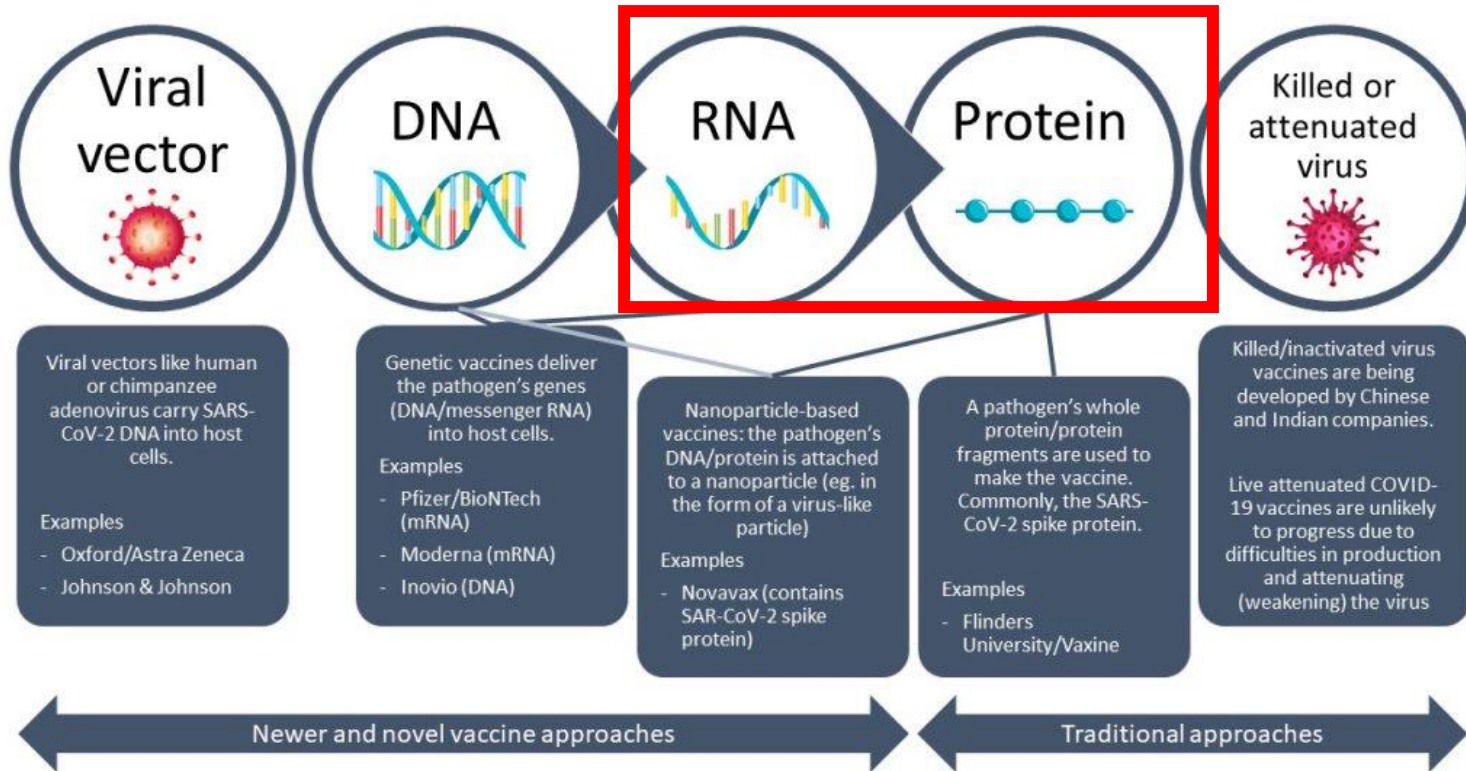 Viral
vector
DNA
RNA
Protein
Killed or
attenuated
virus
Viral vectors like human
or chimpanzee
adenovirus carry SARS-
CoV-2 DNA into host
cells.
Examples
- Oxford/Astra Zeneca
- Johnson & Johnson
Genetic vaccines deliver
the pathogen's genes
(DNA/messenger RNA)
into host cells.
Examples
- Pfizer/BioNTech
(mRNA)
- Moderna (mRNA)
- Inovio (DNA)
Nanoparticle-based
vaccines: the pathogen's
DNA/protein is attached
to a nanoparticle (eg. in
the form of a virus-like
particle)
Examples
- Novavax (contains
SAR-CoV-2 spike
protein)
A pathogen's whole
protein/protein
fragments are used to
make the vaccine.
Commonly, the SARS-
CoV-2 spike protein.
Examples
- Flinders
University/Vaxine
Killed/inactivated virus
vaccines are being
developed by Chinese
and Indian companies.
Live attenuated COVID-
19 vaccines are unlikely
to progress due to
difficulties in production
and attenuating
(weakening) the virus
Newer and novel vaccine approaches
Traditional approaches